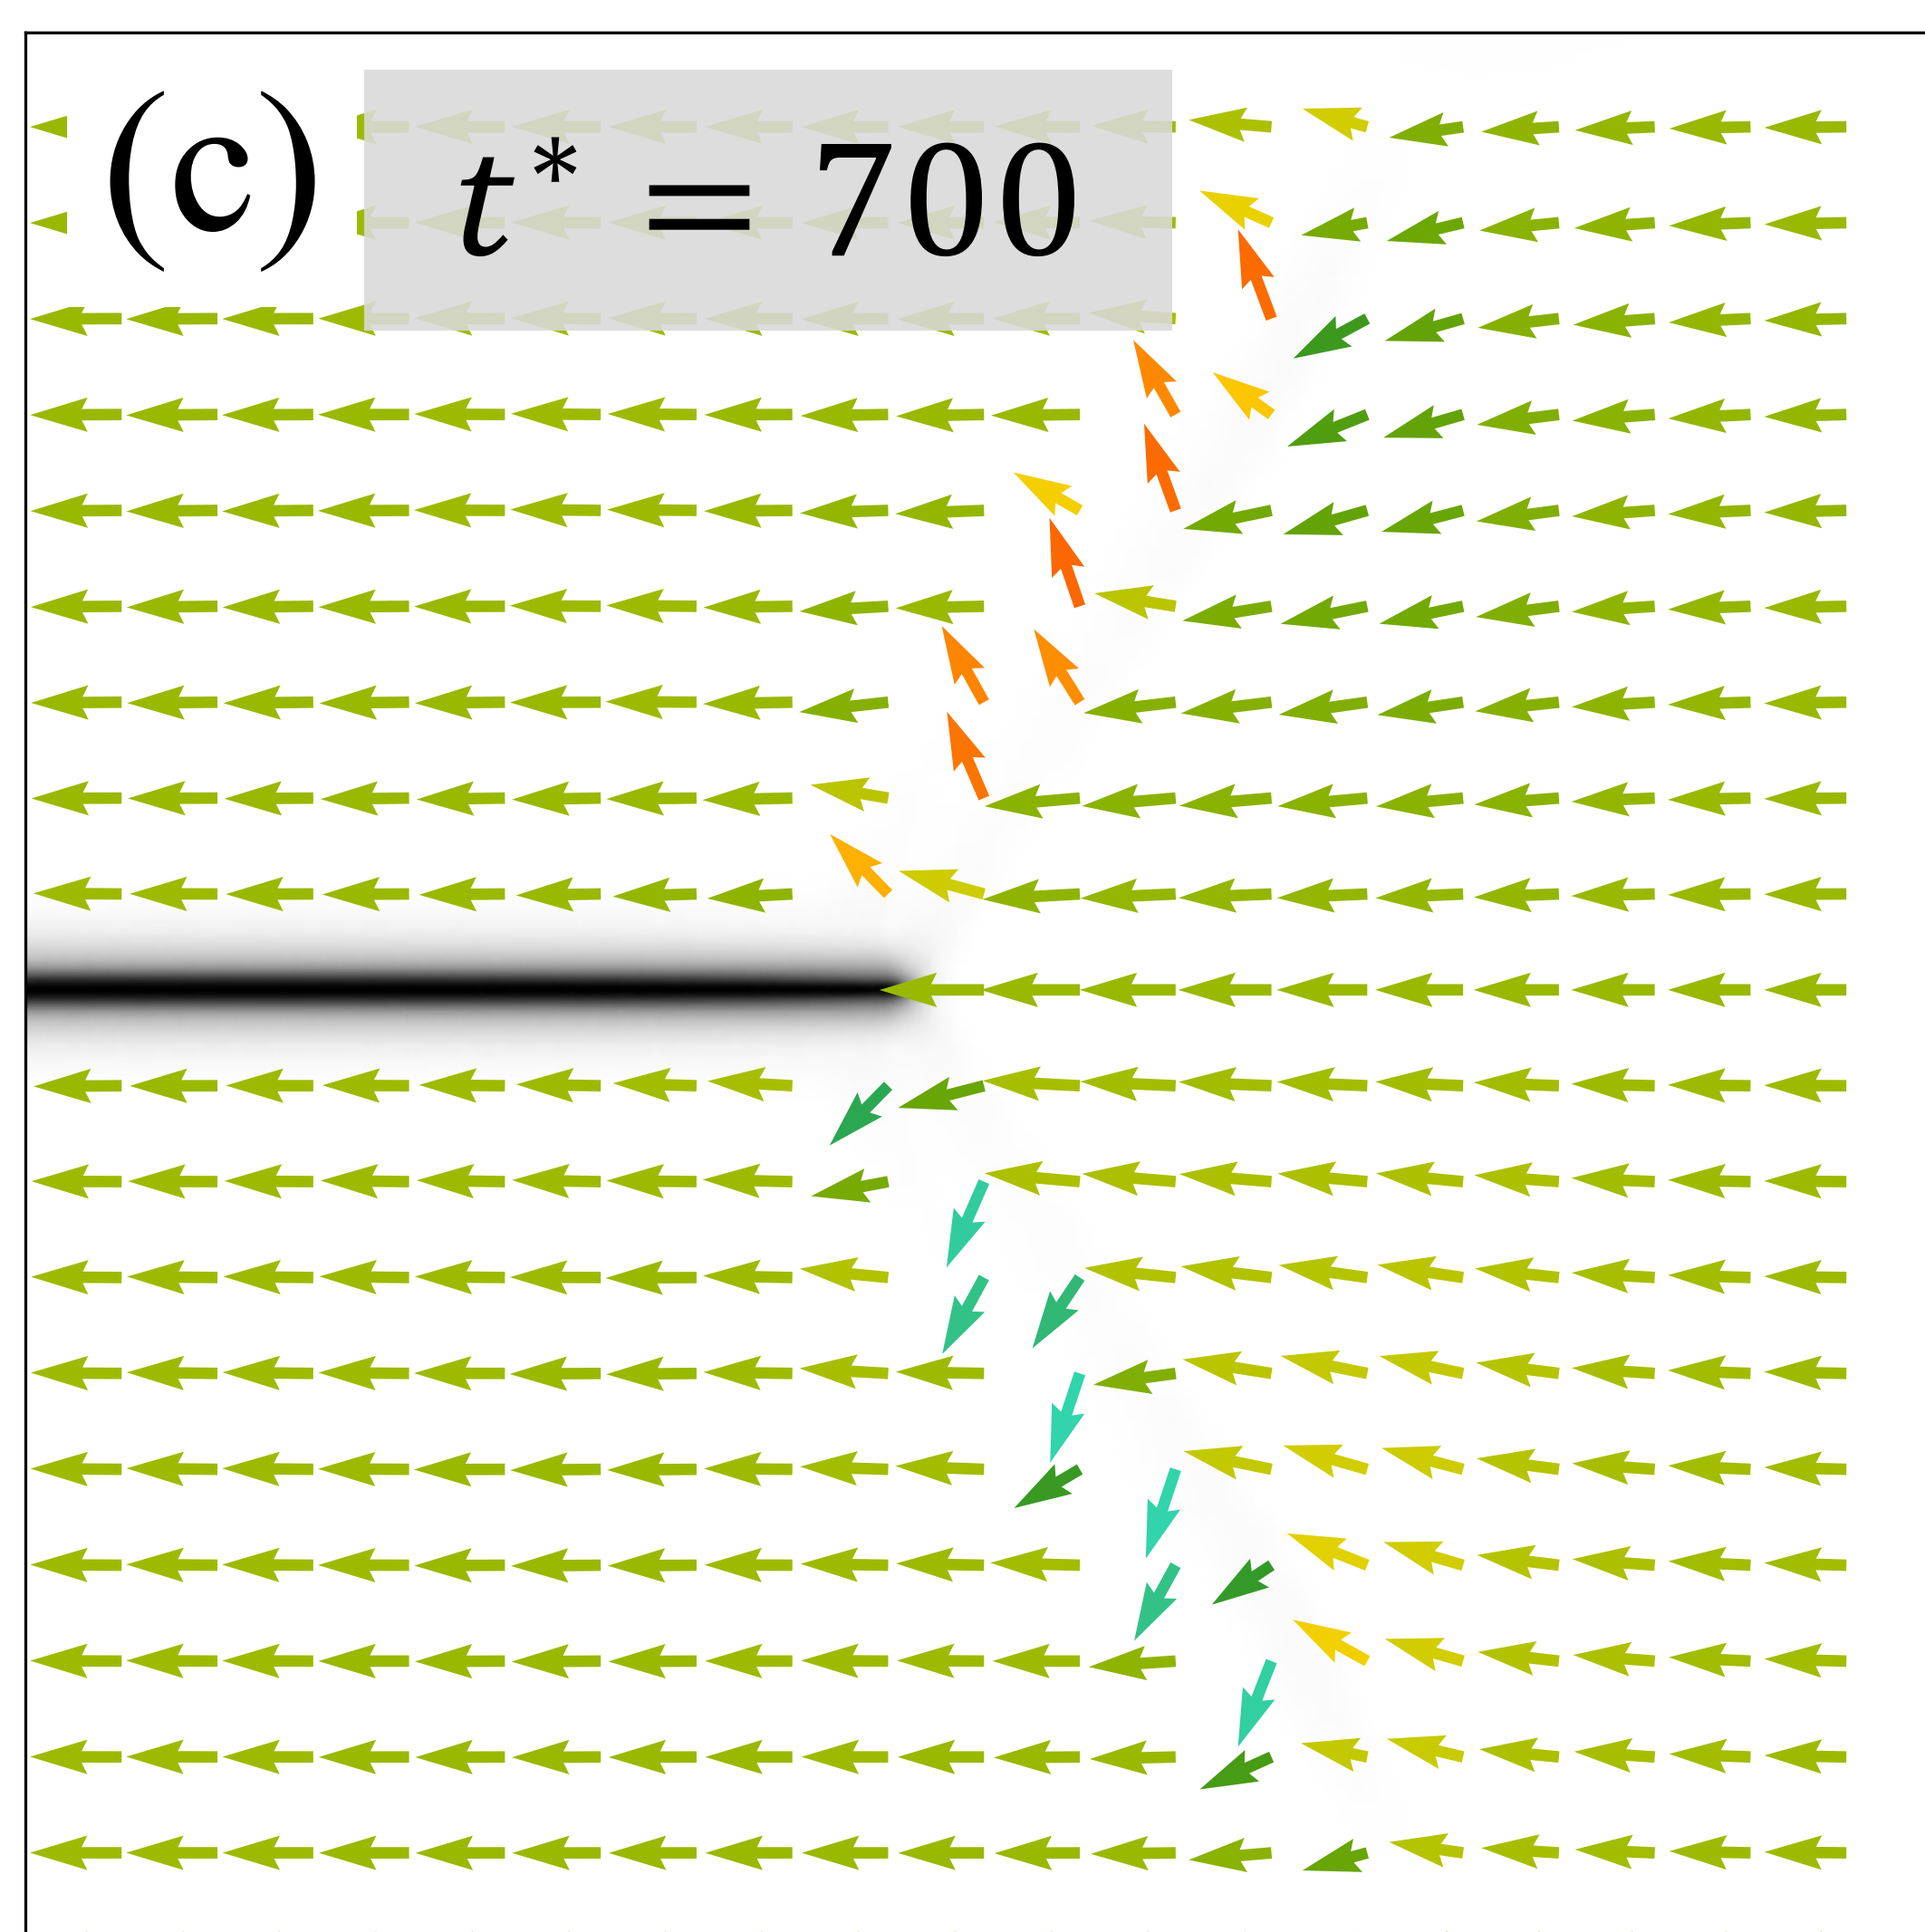 (c) t* = 700